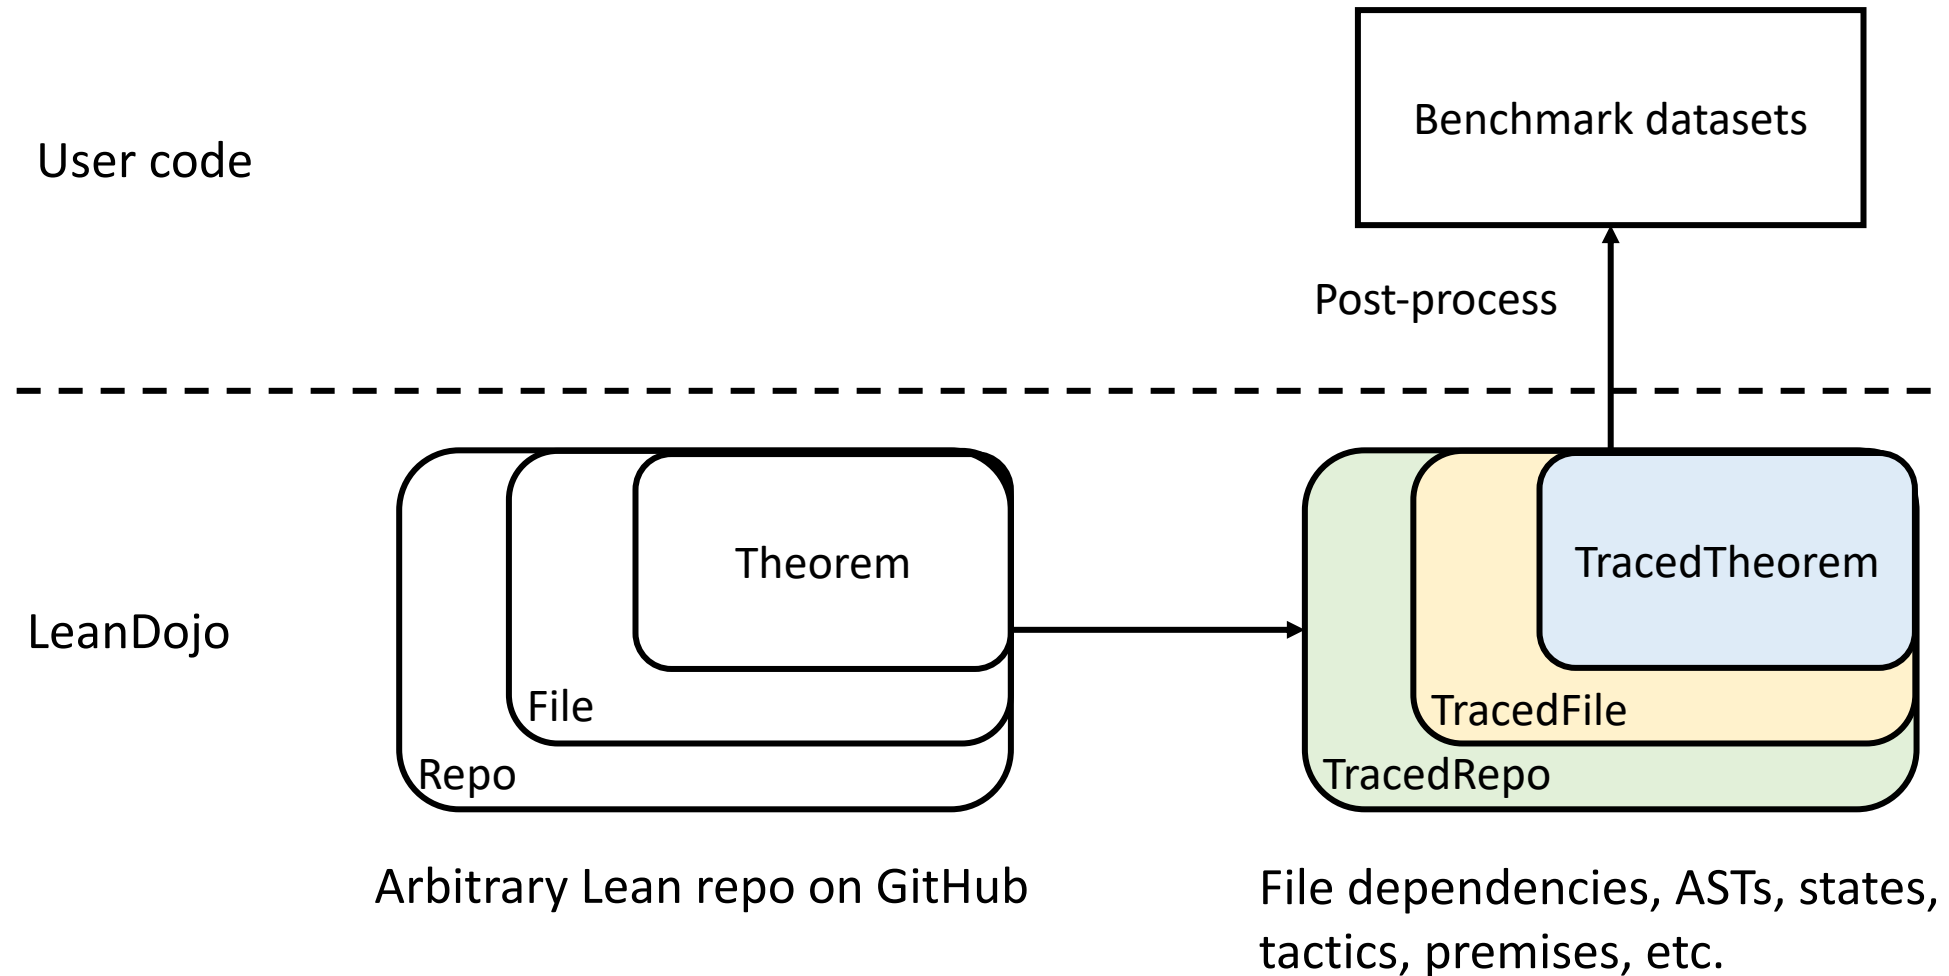 Benchmark datasets
User code
Post-process
Theorem
TracedTheorem
LeanDojo
File
TracedFile
Repo
TracedRepo
Arbitrary Lean repo on GitHub
File dependencies, ASTs, states,
tactics, premises, etc.